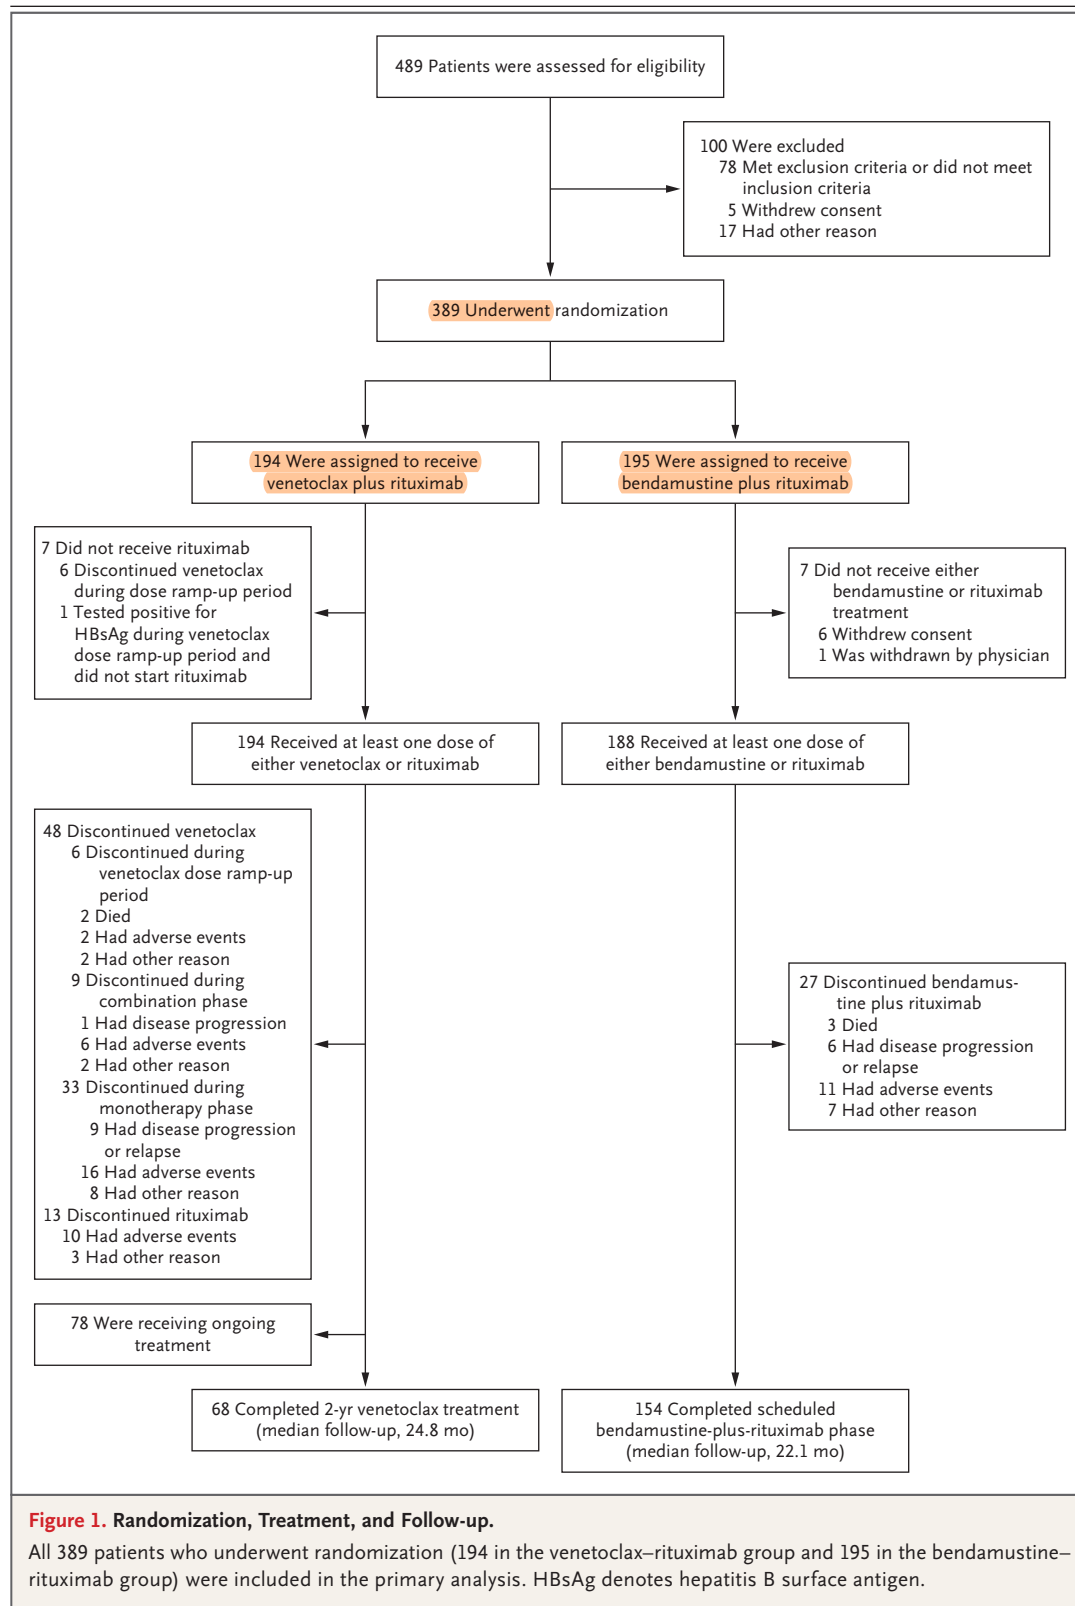 489 Patients were assessed for eligibility
100 Were excluded
78 Met exclusion criteria or did not meet
inclusion criteria
5 Withdrew consent
17 Had other reason
389 Underwent randomization
194 Were assigned to receive
venetoclax plus rituximab
195 Were assigned to receive
bendamustine plus rituximab
7 Did not receive rituximab
6 Discontinued venetoclax
during dose ramp-up period
1 Tested positive for
HBsAg during venetoclax
dose ramp-up period and
did not start rituximab
7 Did not receive either
bendamustine or rituximab
treatment
6 Withdrew consent
1 Was withdrawn by physician
194 Received at least one dose of
either venetoclax or rituximab
188 Received at least one dose of
either bendamustine or rituximab
48 Discontinued venetoclax
6 Discontinued during
venetoclax dose ramp-up
period
2 Died
2 Had adverse events
2 Had other reason
9 Discontinued during
combination phase
1 Had disease progression
6 Had adverse events
2 Had other reason
33 Discontinued during
monotherapy phase
9 Had disease progression
or relapse
16 Had adverse events
8 Had other reason
13 Discontinued rituximab
10 Had adverse events
3 Had other reason
27 Discontinued bendamus-
tine plus rituximab
3 Died
6 Had disease progression
or relapse
11 Had adverse events
7 Had other reason
78 Were receiving ongoing
treatment
68 Completed 2-yr venetoclax treatment
(median follow-up, 24.8 mo)
154 Completed scheduled
bendamustine-plus-rituximab phase
(median follow-up, 22.1 mo)
Figure 1. Randomization, Treatment, and Follow-up.
All 389 patients who underwent randomization (194 in the venetoclax–rituximab group and 195 in the bendamustine–
rituximab group) were included in the primary analysis. HBsAg denotes hepatitis B surface antigen.